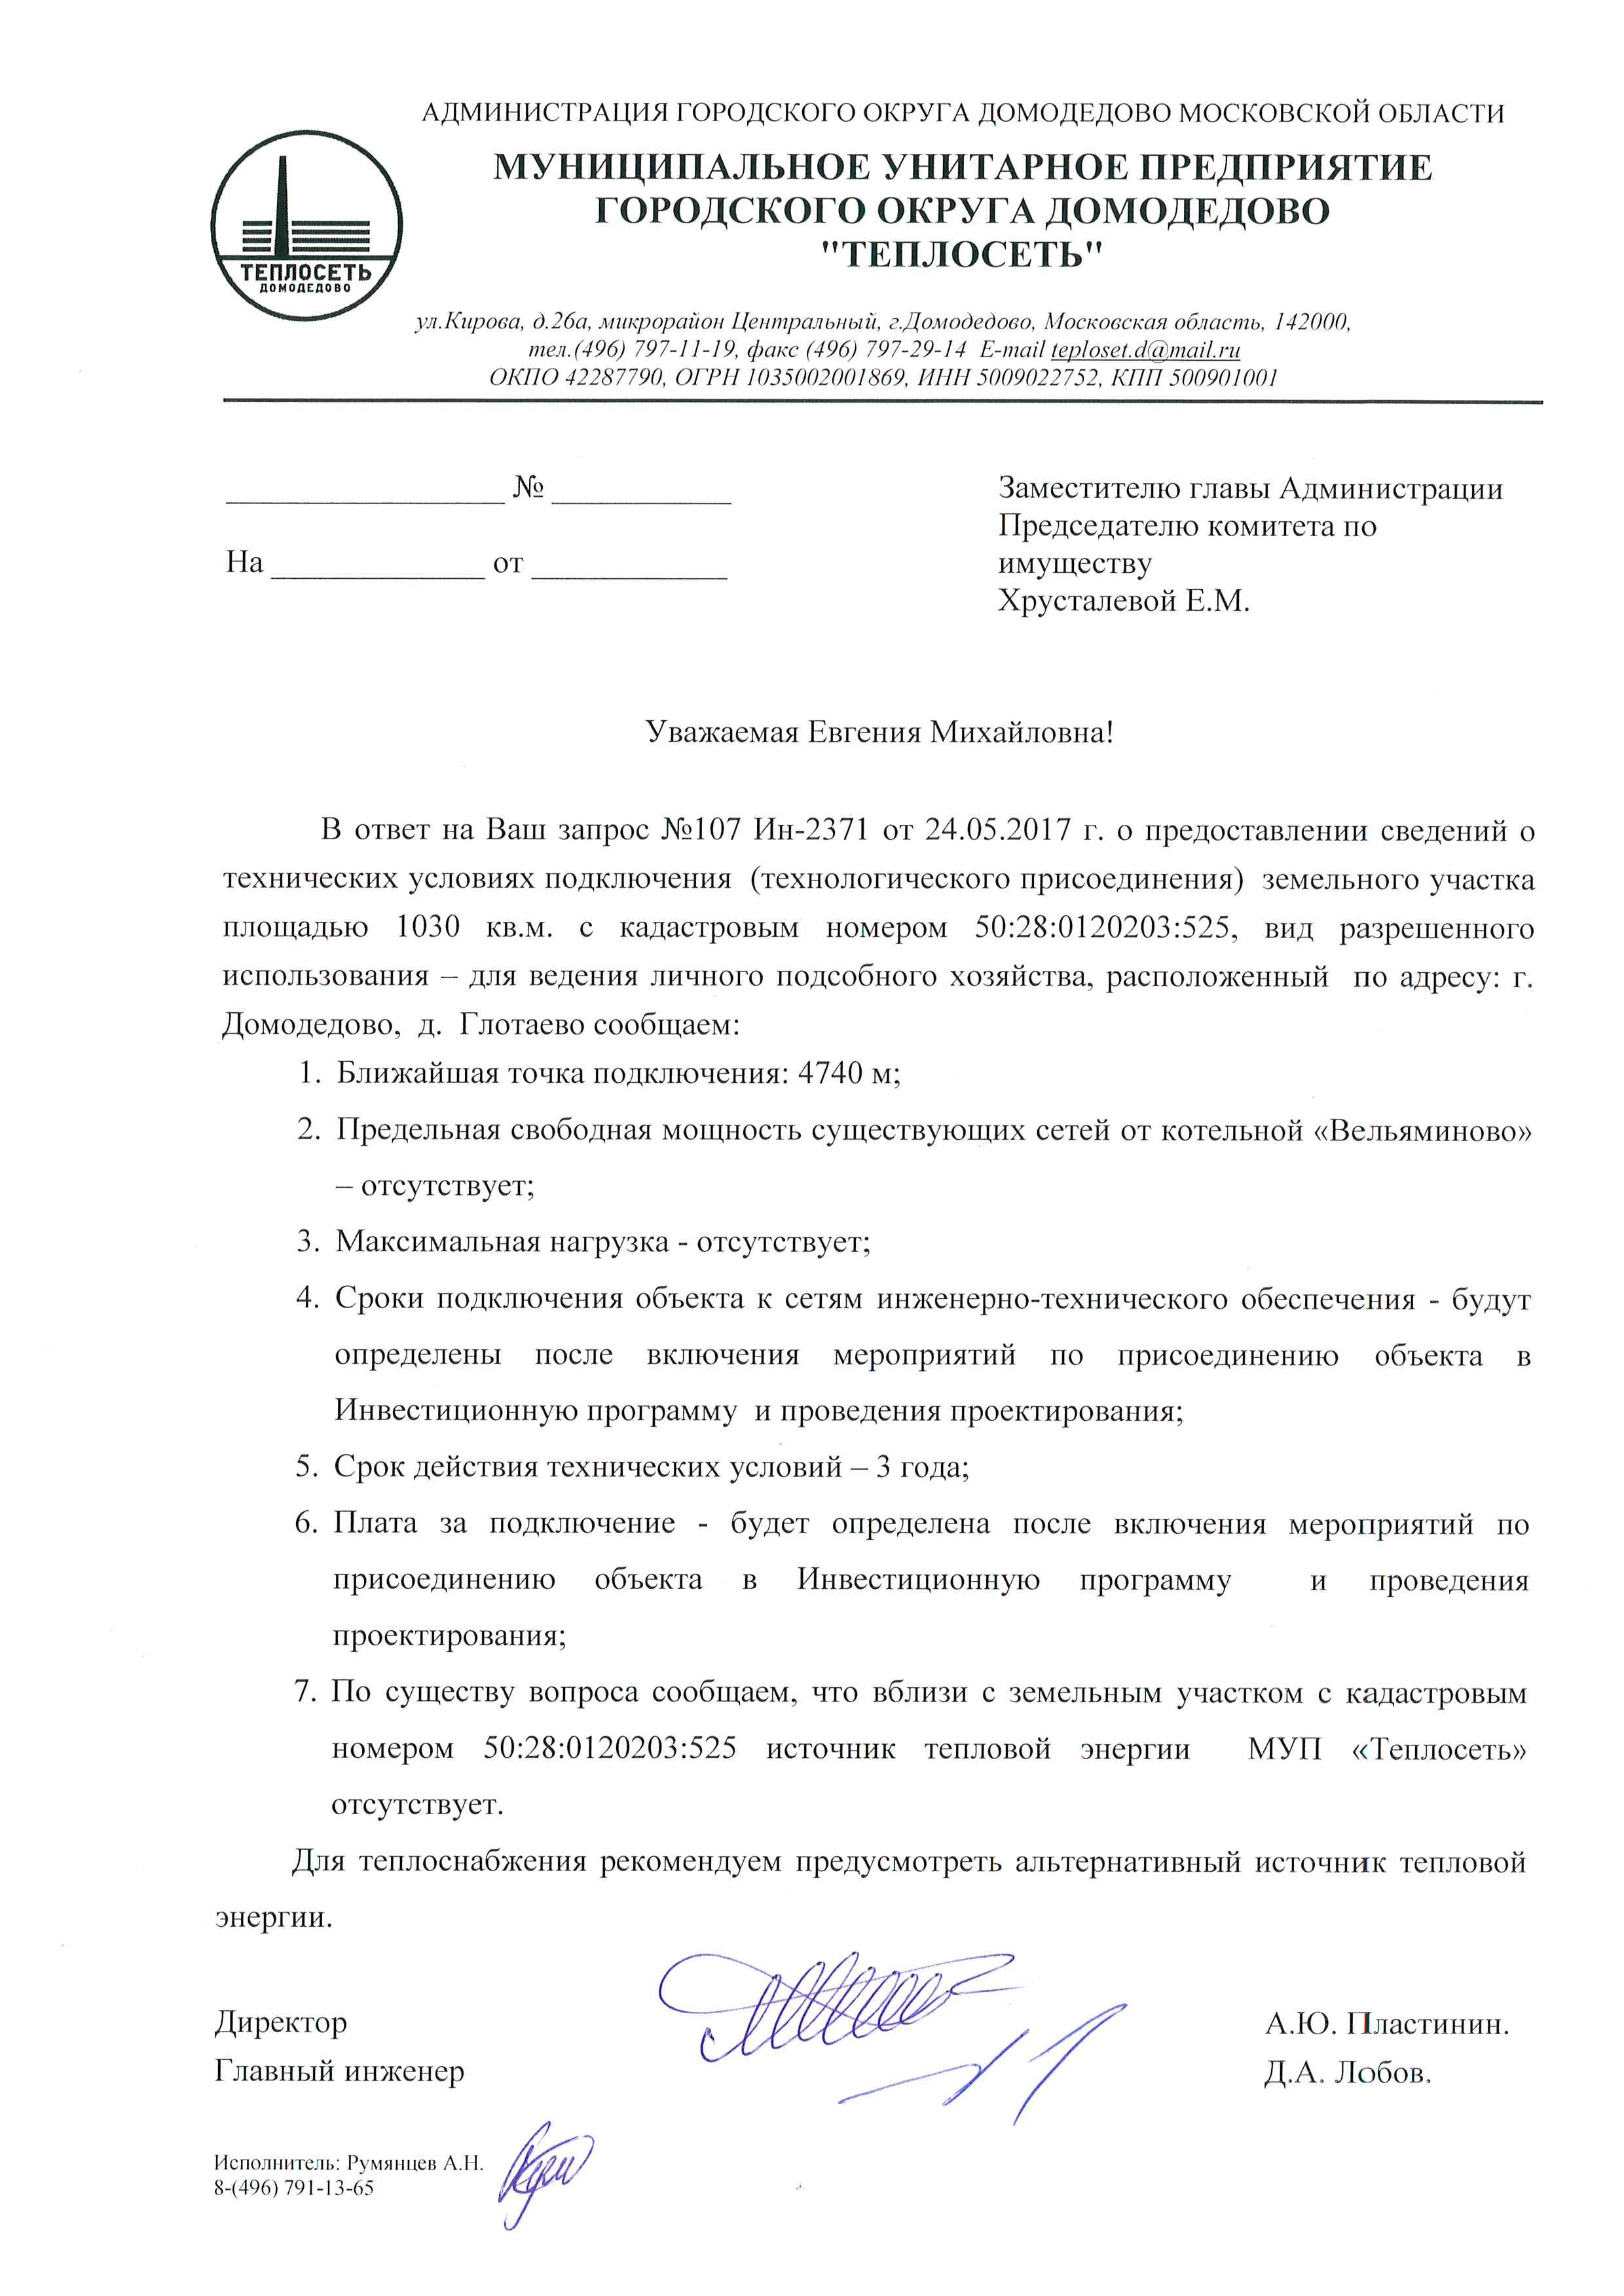 АДМИНИСТРАЦИЯ ГОРОДСКОГО ОКРУГА ДОМОДЕДОВО МОСКОВСКОЙ ОБЛАСТИ
МУНИЦИПАЛЬНОЕ УНИТАРНОЕ ПРЕДПРИЯТИЕ
ГОРОДСКОГО ОКРУГА ДОМОДЕДОВО
"ТЕПЛОСЕТЬ"
ТЕПЛОСЕТЬ
ДОМОДЕДОВО
ул.Кирова, д.26а, микрорайон Центральный, г.Домодедово, Московская область, 142000,
тел.(496) 797-11-19, факс (496) 797-29-14 E-mail teploset.d@mail.ru
ОКПО 42287790, ОГРН 1035002001869, ИНН 5009022752, КПП 500901001
_________________ № ___________
На _____________ от ____________
Заместителю главы Администрации
Председателю комитета по
имуществу
Хрусталевой Е.М.
Уважаемая Евгения Михайловна!
В ответ на Ваш запрос №107 Ин-2371 от 24.05.2017 г. о предоставлении сведений о
технических условиях подключения (технологического присоединения) земельного участка
площадью 1030 кв.м. с кадастровым номером 50:28:0120203:525, вид разрешенного
использования – для ведения личного подсобного хозяйства, расположенный по адресу: г.
Домодедово, д. Глотаево сообщаем:
1. Ближайшая точка подключения: 4740 м;
2. Предельная свободная мощность существующих сетей от котельной «Вельяминово»
– отсутствует;
3. Максимальная нагрузка - отсутствует;
4. Сроки подключения объекта к сетям инженерно-технического обеспечения - будут
определены после включения мероприятий по присоединению объекта в
Инвестиционную программу и проведения проектирования;
5. Срок действия технических условий – 3 года;
6. Плата за подключение - будет определена после включения мероприятий по
присоединению объекта в Инвестиционную программу и проведения
проектирования;
7. По существу вопроса сообщаем, что вблизи с земельным участком с кадастровым
номером 50:28:0120203:525 источник тепловой энергии МУП «Теплосеть»
отсутствует.
Для теплоснабжения рекомендуем предусмотреть альтернативный источник тепловой
энергии.
Директор А.Ю. Пластинин.
Главный инженер Д.А. Лобов.
Исполнитель: Румянцев А.Н.
8-(496) 791-13-65